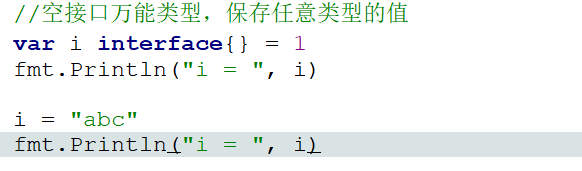 //空接口万能类型，保存任意类型的值
var i interface{} = 1
fmt.Println("i = ", i)
i = "abc"
fmt.Println("i = ", i)